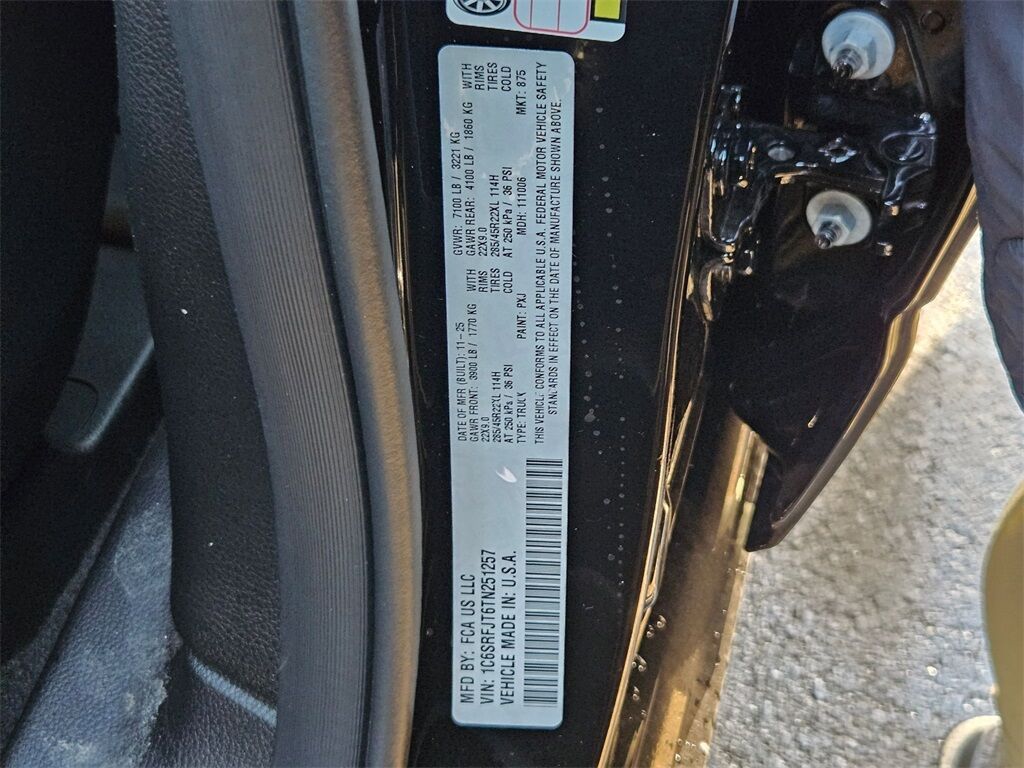 MFD BY: FCA US LLC
VIN: 1C6SRFJT6TN251257
VEHICLE MADE IN: U.S.A.
DATE OF MFR (BUILT): 11-25
GAWR FRONT: 3900 LB / 1770 KG WITH
22X9.0 RIMS
285/45R22XL 114H TIRES
AT 250 kPa / 36 PSI COLD
TYPE: TRUCK PAINT: PXJ
GVWR: 7100 LB / 3221 KG
GAWR REAR: 4100 LB / 1860 KG WITH
22X9.0 RIMS
285/45R22XL 114H TIRES
AT 250 kPa / 36 PSI COLD
MDH: 111006 MKT: 875
THIS VEHICLE CONFORMS TO ALL APPLICABLE U.S.A. FEDERAL MOTOR VEHICLE SAFETY
STANDARDS IN EFFECT ON THE DATE OF MANUFACTURE SHOWN ABOVE.